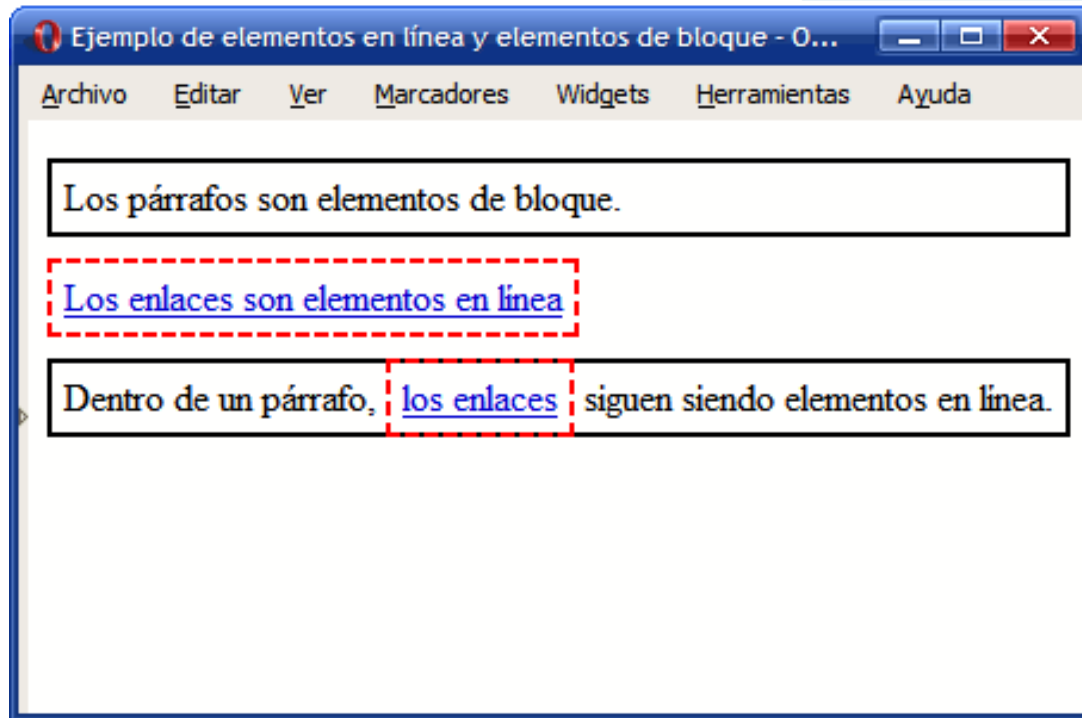 Ejemplo de elementos en línea y elementos de bloque - O...
Archivo Editar Ver Marcadores Widgets Herramientas Ayuda
Los párrafos son elementos de bloque.
Los enlaces son elementos en línea
Dentro de un párrafo, los enlaces siguen siendo elementos en línea.